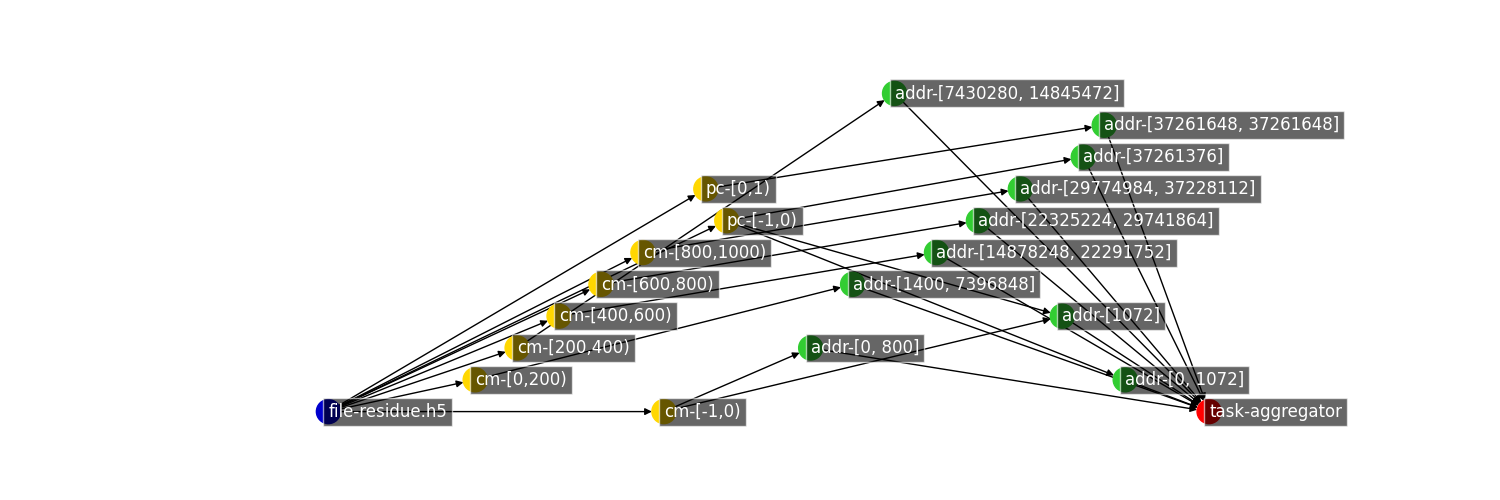 addr-[7430280, 14845472]
addr-[37261648, 37261648]
addr-[37261376]
pc-[0,1)
addr-[29774984, 37228112]
pc-[-1,0)
addr-[22325224, 29741864]
cm-[800,1000)
addr-[14878248, 22291752]
cm-[600,800)
addr-[1400, 7396848]
cm-[400,600)
addr-[1072]
cm-[200,400)
addr-[0, 800]
cm-[0,200)
addr-[0, 1072]
file-residue.h5
cm-[-1,0)
task-aggregator